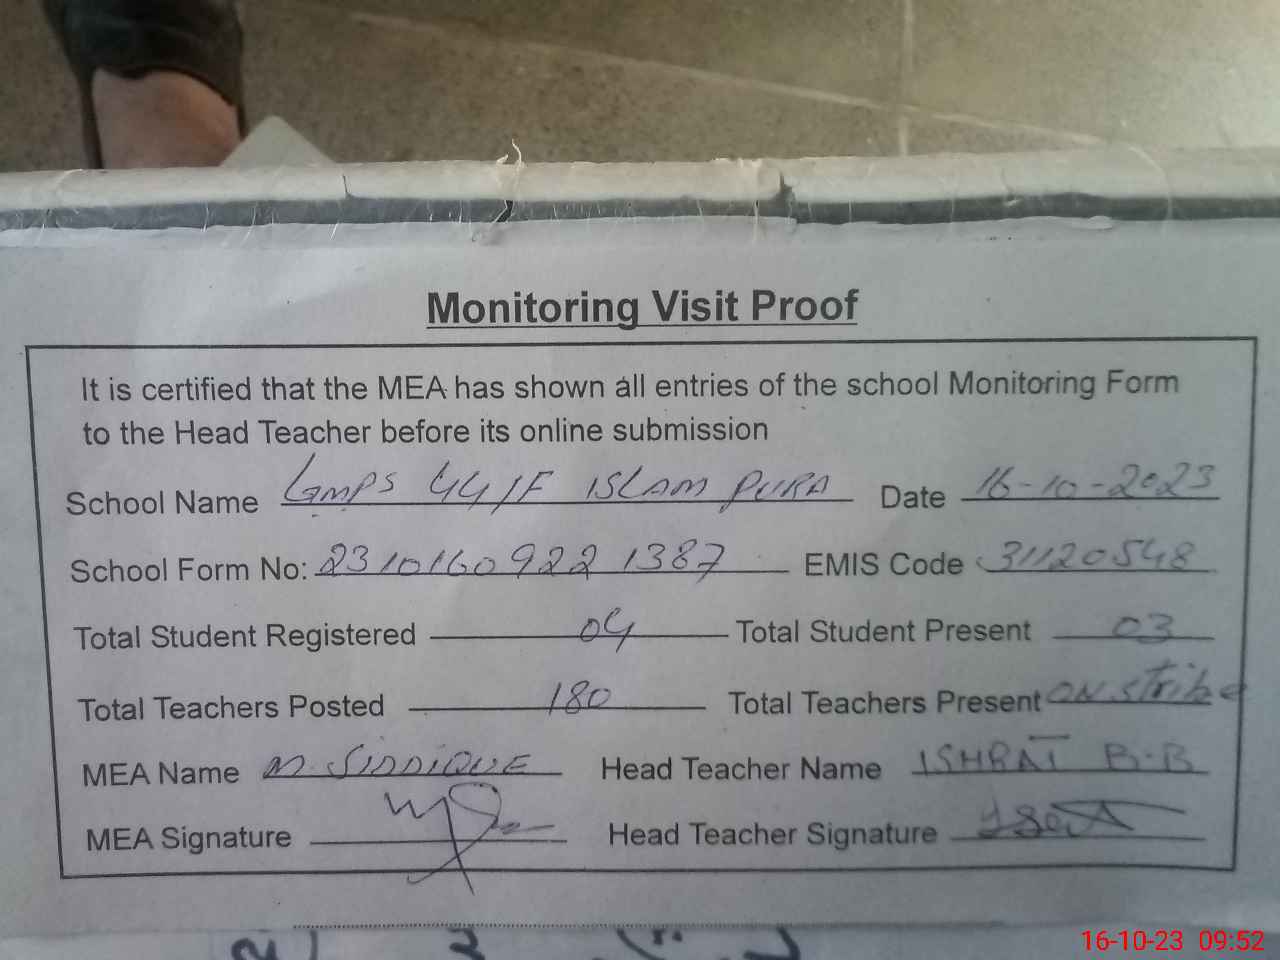 Monitoring Visit Proof
It is certified that the MEA has shown all entries of the school Monitoring Form
to the Head Teacher before its online submission
School Name GMPS 44/F ISLAM PURA Date 16-10-2023
School Form No: 23101609221387 EMIS Code 31120548
Total Student Registered 04 Total Student Present 03
Total Teachers Posted 180 Total Teachers Present ON Strike
MEA Name M. SIDDIQUE Head Teacher Name ISHRAT B.B
MEA Signature Head Teacher Signature
16-10-23 09:52